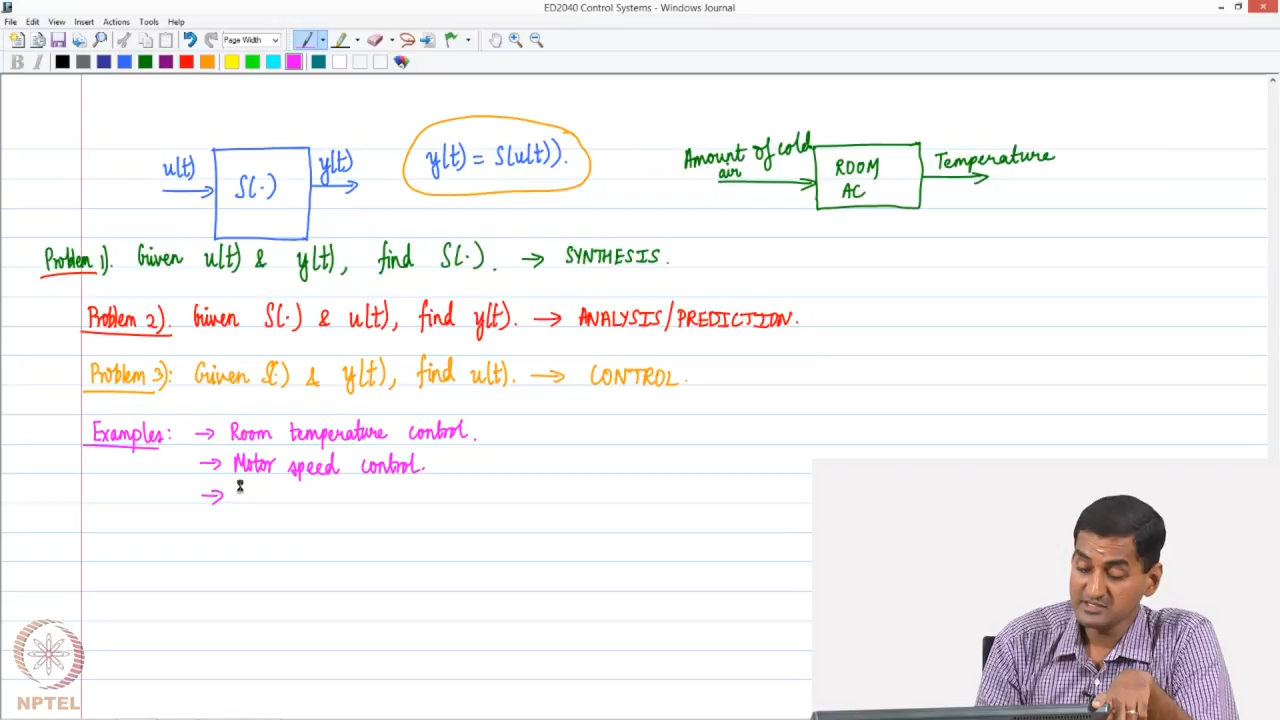 ED2040 Control Systems - Windows Journal
File Edit View Insert Actions Tools Help
Page Width
B I
u(t) S(·) y(t) y(t) = S(u(t)). Amount of cold air ROOM AC Temperature
Problem 1). Given u(t) & y(t), find S(·). → SYNTHESIS.
Problem 2). Given S(·) & u(t), find y(t). → ANALYSIS/PREDICTION.
Problem 3): Given S(·) & y(t), find u(t). → CONTROL.
Examples: → Room temperature control.
→ Motor speed control.
→
NPTEL